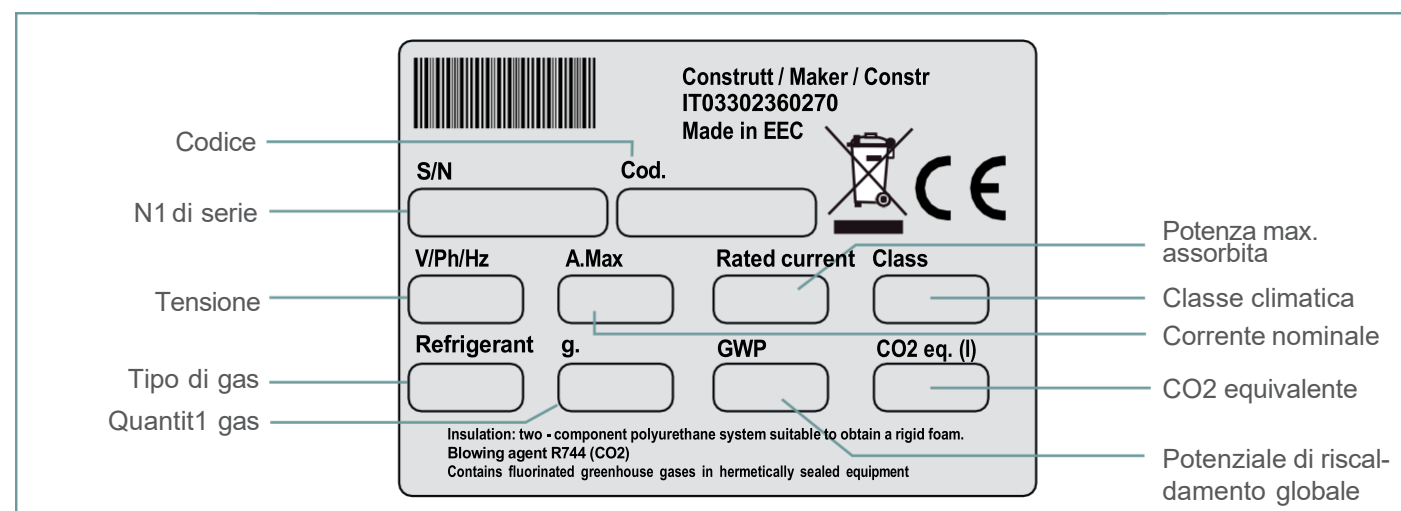 Construtt / Maker / Constr
IT03302360270
Made in EEC
Codice
S/N
Cod.
CE
N1 di serie
V/Ph/Hz
A.Max
Rated current
Class
Potenza max.
assorbita
Tensione
Classe climatica
Corrente nominale
Refrigerant
g.
GWP
CO2 eq. (l)
Tipo di gas
CO2 equivalente
Quantit1 gas
Insulation: two - component polyurethane system suitable to obtain a rigid foam.
Blowing agent R744 (CO2)
Contains fluorinated greenhouse gases in hermetically sealed equipment
Potenziale di riscal-
damento globale